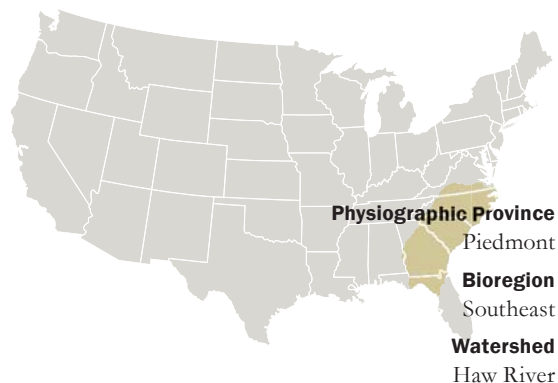 Physiographic Province
Piedmont
Bioregion
Southeast
Watershed
Haw River